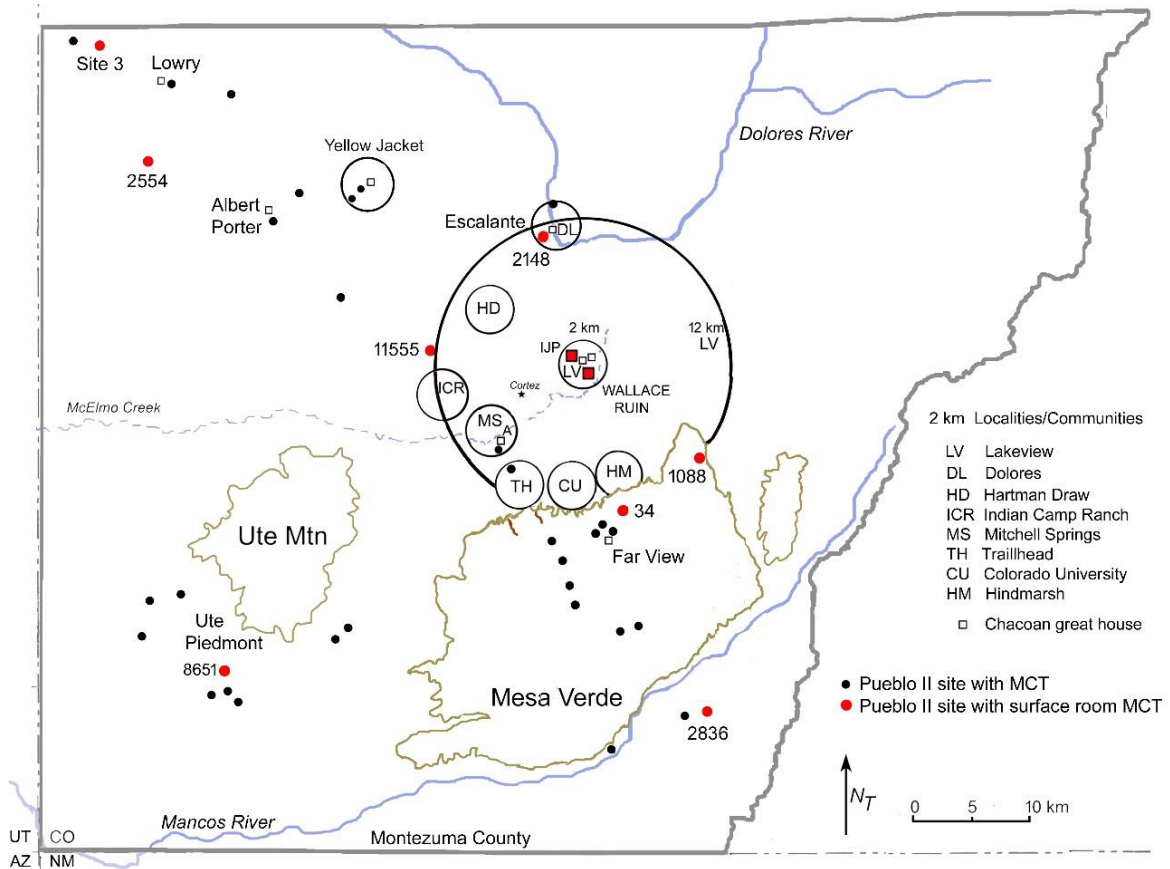 Site 3
Lowry
Dolores River
Yellow Jacket
2554
Albert
Porter
Escalante
DL
2148
HD
2 km
12 km
LV
11555
IJP
LV
ICR
Cortez
WALLACE
RUIN
McElmo Creek
MS
A
2 km Localities/Communities
LV Lakeview
DL Dolores
HD Hartman Draw
ICR Indian Camp Ranch
MS Mitchell Springs
TH Traillhead
CU Colorado University
HM Hindmarsh
Chacoan great house
TH
CU
HM
1088
34
Ute Mtn
Far View
Ute
Piedmont
8651
Mesa Verde
Pueblo II site with MCT
Pueblo II site with surface room MCT
2836
NT
0 5 10 km
Mancos River
Montezuma County
UT CO
AZ NM